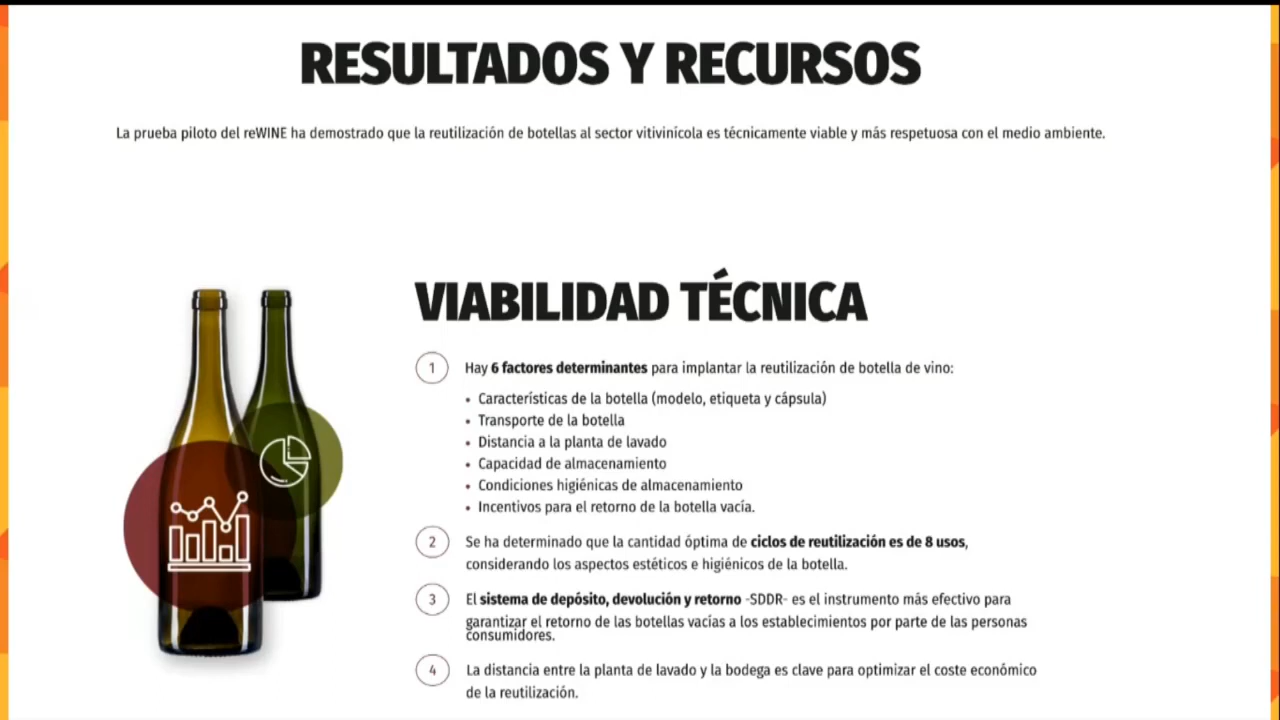 RESULTADOS Y RECURSOS
La prueba piloto del reWINE ha demostrado que la reutilización de botellas al sector vitivinícola es técnicamente viable y más respetuosa con el medio ambiente.
VIABILIDAD TÉCNICA
1 Hay 6 factores determinantes para implantar la reutilización de botella de vino:
• Características de la botella (modelo, etiqueta y cápsula)
• Transporte de la botella
• Distancia a la planta de lavado
• Capacidad de almacenamiento
• Condiciones higiénicas de almacenamiento
• Incentivos para el retorno de la botella vacía.
2 Se ha determinado que la cantidad óptima de ciclos de reutilización es de 8 usos,
considerando los aspectos estéticos e higiénicos de la botella.
3 El sistema de depósito, devolución y retorno -SDDR- es el instrumento más efectivo para
garantizar el retorno de las botellas vacías a los establecimientos por parte de las personas
consumidores.
4 La distancia entre la planta de lavado y la bodega es clave para optimizar el coste económico
de la reutilización.